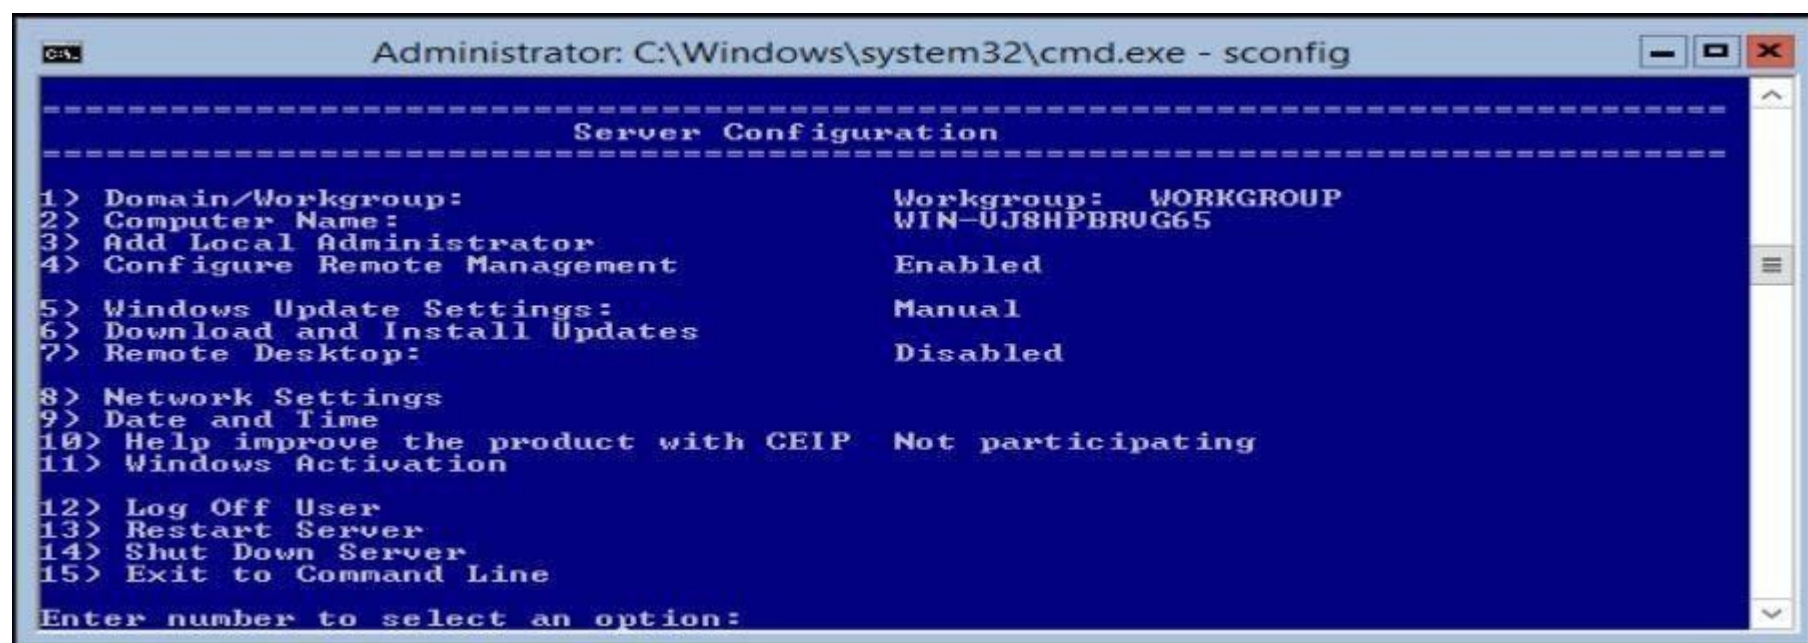 Administrator: C:\Windows\system32\cmd.exe - sconfig
===============================================================================
Server Configuration
===============================================================================
1) Domain/Workgroup: Workgroup: WORKGROUP
2) Computer Name: WIN-UJ8HPBRUG65
3) Add Local Administrator
4) Configure Remote Management Enabled
5) Windows Update Settings: Manual
6) Download and Install Updates
7) Remote Desktop: Disabled
8) Network Settings
9) Date and Time
10) Help improve the product with CEIP Not participating
11) Windows Activation
12) Log Off User
13) Restart Server
14) Shut Down Server
15) Exit to Command Line
Enter number to select an option: